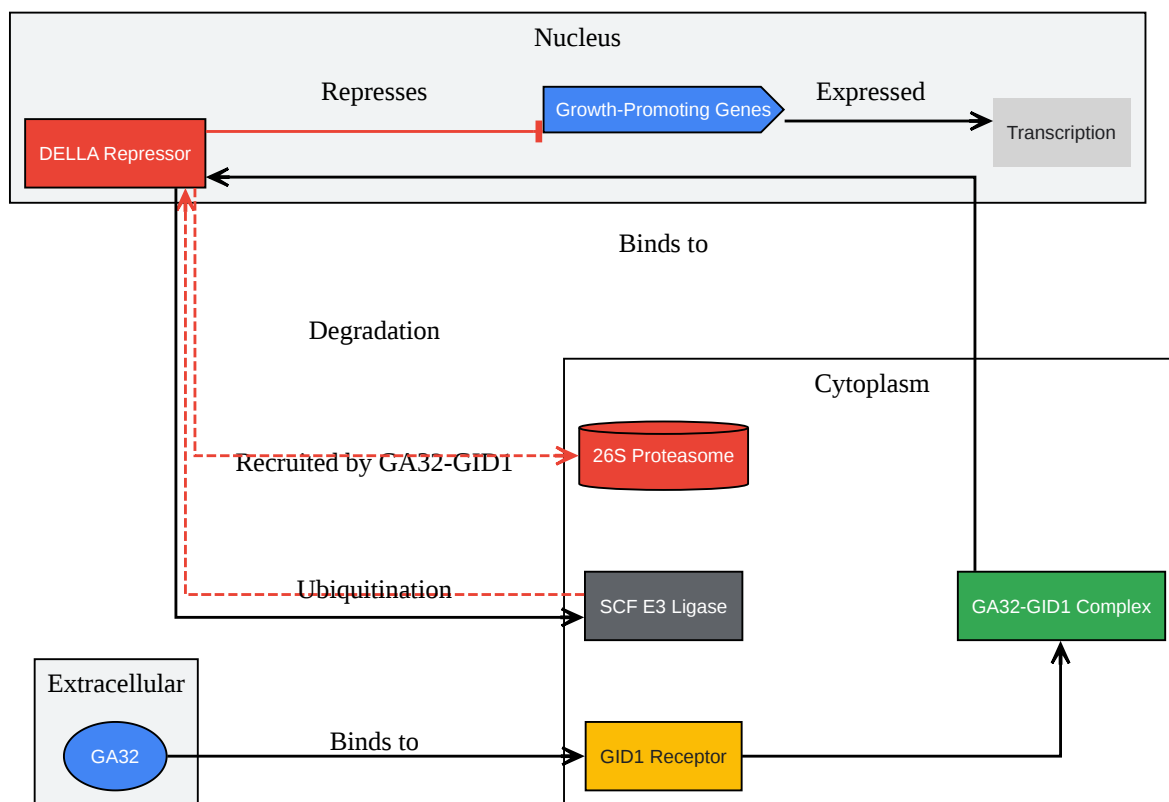 Nucleus
Represses
Growth-Promoting Genes
Expressed
DELLA Repressor
Transcription
Binds to
Degradation
Cytoplasm
26S Proteasome
Recruited by GA32-GID1
Ubiquitination
SCF E3 Ligase
GA32-GID1 Complex
Extracellular
GA32
Binds to
GID1 Receptor